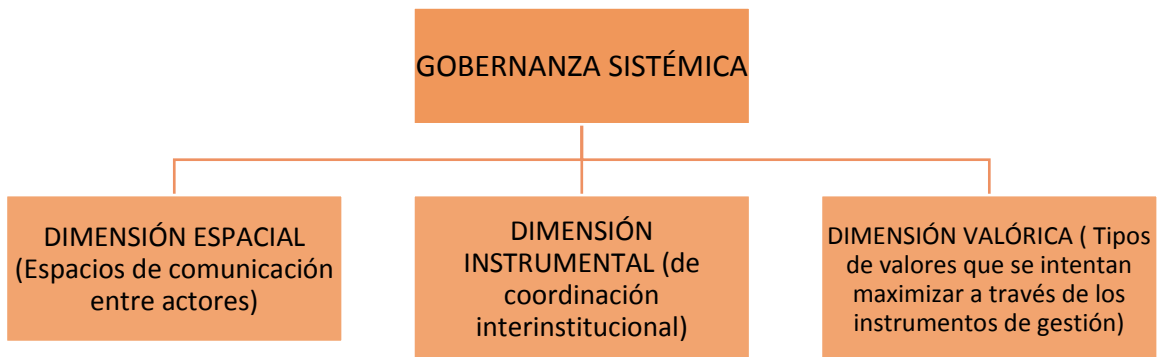 GOBERNANZA SISTÉMICA
DIMENSIÓN ESPACIAL
(Espacios de comunicación
entre actores)
DIMENSIÓN
INSTRUMENTAL (de
coordinación
interinstitucional)
DIMENSIÓN VALÓRICA ( Tipos
de valores que se intentan
maximizar a través de los
instrumentos de gestión)